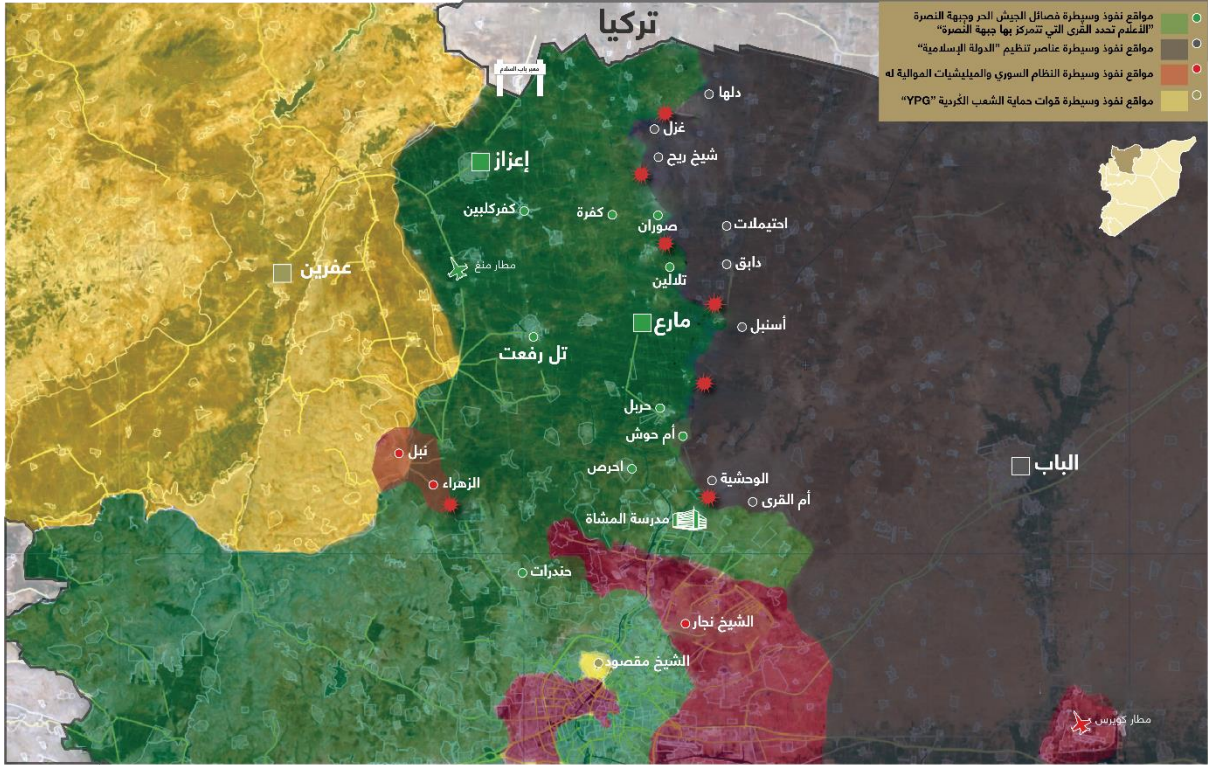 تركيا
مواقع نفوذ وسيطرة فصائل الجيش الحر وجبهة النصرة
"الأعلام تحدد القرى التي تتمركز بها جبهة النصرة"
مواقع نفوذ وسيطرة عناصر تنظيم "الدولة الإسلامية"
مواقع نفوذ وسيطرة النظام السوري والميليشيات الموالية له
مواقع نفوذ وسيطرة قوات حماية الشعب الكردية "YPG"
معبر باب السلام
دلها
غزل
شيخ ريح
إعزاز
كفركلبين
كفرة
صوران
احتيملات
دابق
تلالين
مطار منغ
عفرين
مارع
أسنبل
تل رفعت
حربل
أم حوش
احرص
نبل
الزهراء
الوحشية
أم القرى
الباب
مدرسة المشاة
حندرات
الشيخ نجار
الشيخ مقصود
مطار كويرس